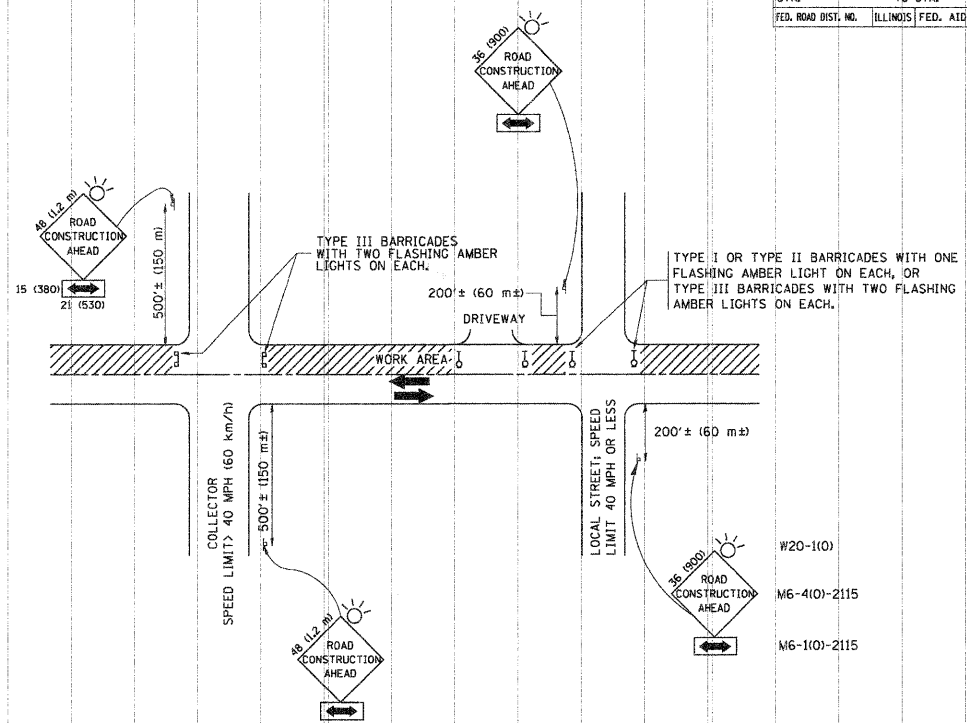 FED. ROAD DIST. NO. ILLINOIS FED. AID
36 (900)
ROAD
CONSTRUCTION
AHEAD
48 (1.2 m)
ROAD
CONSTRUCTION
AHEAD
15 (380)
21 (530)
500'± (150 m)
TYPE III BARRICADES
WITH TWO FLASHING AMBER
LIGHTS ON EACH.
200'± (60 m±)
DRIVEWAY
TYPE I OR TYPE II BARRICADES WITH ONE
FLASHING AMBER LIGHT ON EACH, OR
TYPE III BARRICADES WITH TWO FLASHING
AMBER LIGHTS ON EACH.
WORK AREA
COLLECTOR
SPEED LIMIT> 40 MPH (60 km/h)
500'± (150 m±)
LOCAL STREET; SPEED
LIMIT 40 MPH OR LESS
200'± (60 m±)
48 (1.2 m)
ROAD
CONSTRUCTION
AHEAD
36 (900)
ROAD
CONSTRUCTION
AHEAD
W20-1(O)
M6-4(O)-2115
M6-1(O)-2115